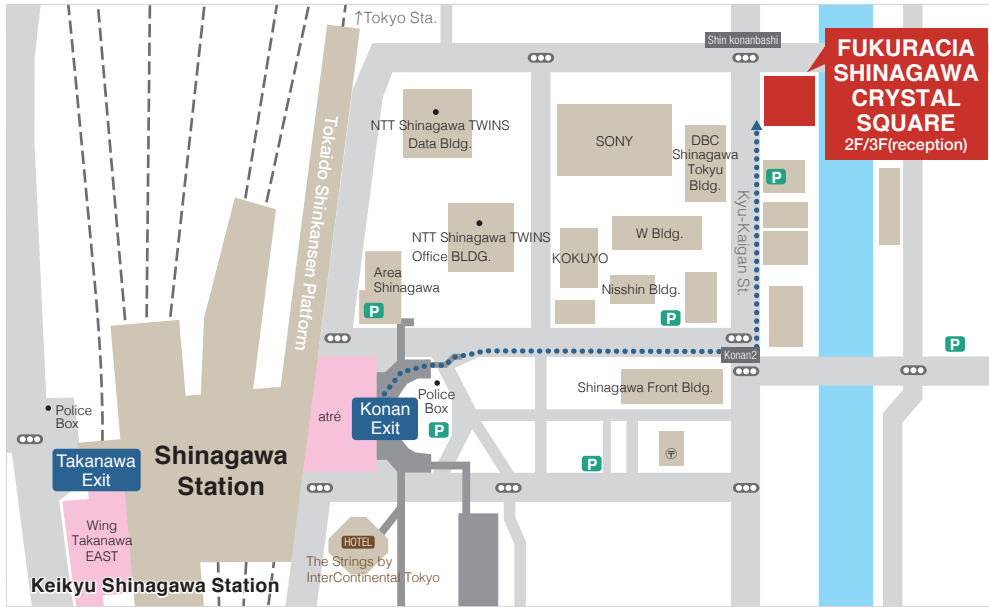 ↑Tokyo Sta.
Shin konanbashi
FUKURACIA
SHINAGAWA
CRYSTAL
SQUARE
2F/3F(reception)
NTT Shinagawa TWINS
Data Bldg.
SONY
DBC
Shinagawa
Tokyu
Bldg.
P
Tokaido Shinkansen Platform
Kyu-Kaigan St.
NTT Shinagawa TWINS
Office BLDG.
W Bldg.
KOKUYO
Area
Shinagawa
Nisshin Bldg.
P
P
P
Konan2
Shinagawa Front Bldg.
Police
Box
P
atré
Konan
Exit
Police
Box
Takanawa
Exit
Shinagawa
Station
〒
P
Wing
Takanawa
EAST
HOTEL
The Strings by
InterContinental Tokyo
Keikyu Shinagawa Station